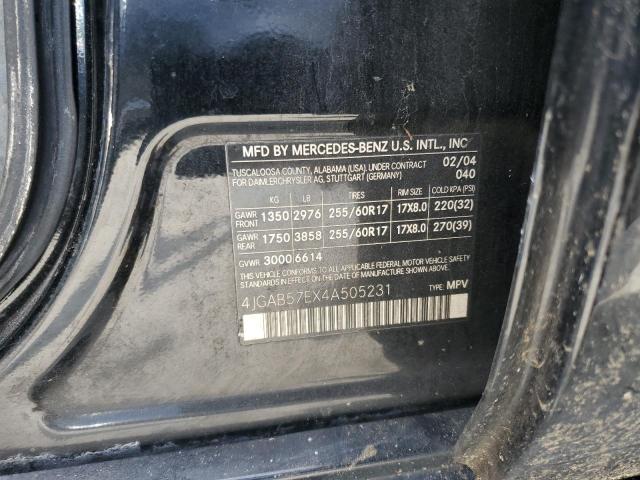 MFD BY MERCEDES-BENZ U.S. INTL., INC
TUSCALOOSA COUNTY, ALABAMA (USA), UNDER CONTRACT 02/04
FOR DAIMLERCHRYSLER AG, STUTTGART (GERMANY) 040
KG LB TIRE SIZE RIM SIZE COLD KPA (PSI)
GAWR FRONT 1350 2976 255/60R17 17X8.0 220(32)
GAWR REAR 1750 3858 255/60R17 17X8.0 270(39)
GVWR 3000 6614
THIS VEHICLE CONFORMS TO ALL APPLICABLE FEDERAL MOTOR VEHICLE SAFETY
STANDARDS IN EFFECT ON THE DATE OF MANUFACTURE SHOWN ABOVE.
4JGAB57EX4A505231 TYPE: MPV